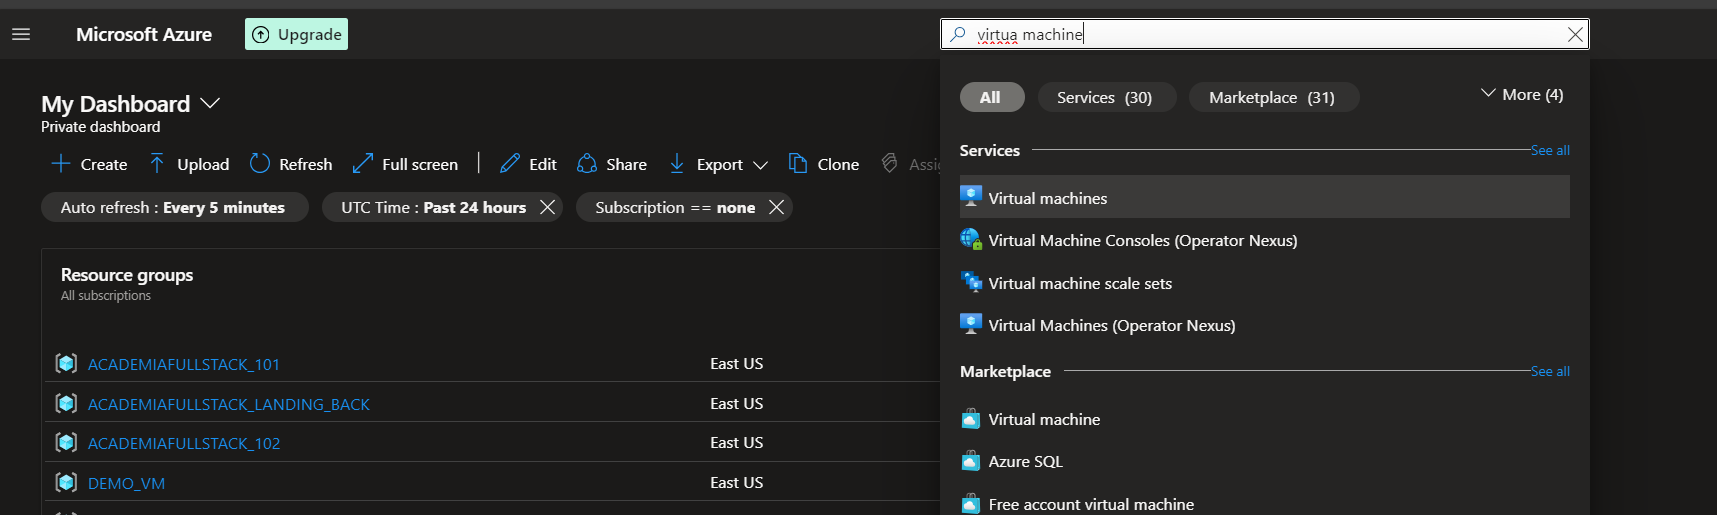 Microsoft Azure
Upgrade
virtua machine
All
Services (30)
Marketplace (31)
More (4)
My Dashboard
Private dashboard
Create
Upload
Refresh
Full screen
Edit
Share
Export
Clone
Auto refresh : Every 5 minutes
UTC Time : Past 24 hours
Subscription == none
Resource groups
All subscriptions
ACADEMIAFULLSTACK_101 East US
ACADEMIAFULLSTACK_LANDING_BACK East US
ACADEMIAFULLSTACK_102 East US
DEMO_VM East US
Services See all
Virtual machines
Virtual Machine Consoles (Operator Nexus)
Virtual machine scale sets
Virtual Machines (Operator Nexus)
Marketplace See all
Virtual machine
Azure SQL
Free account virtual machine